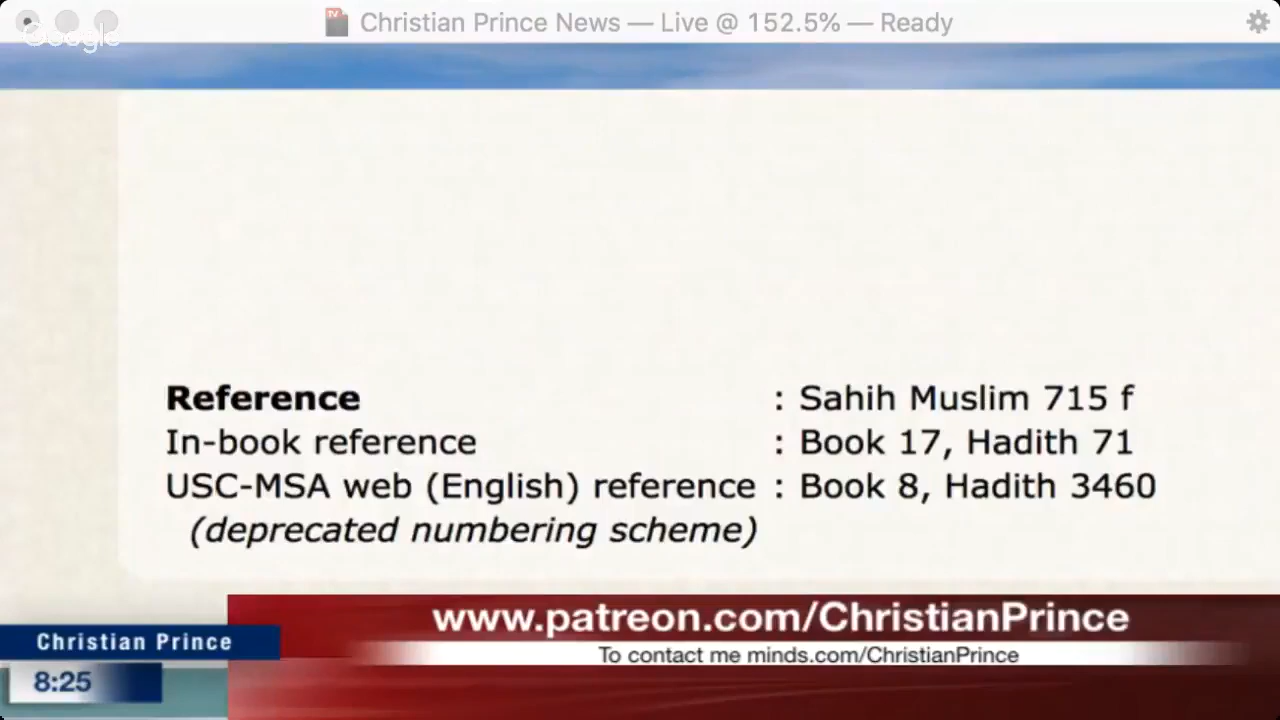 Christian Prince News — Live @ 152.5% — Ready
Google
Reference : Sahih Muslim 715 f
In-book reference : Book 17, Hadith 71
USC-MSA web (English) reference : Book 8, Hadith 3460
(deprecated numbering scheme)
www.patreon.com/ChristianPrince
Christian Prince
To contact me minds.com/ChristianPrince
8:25